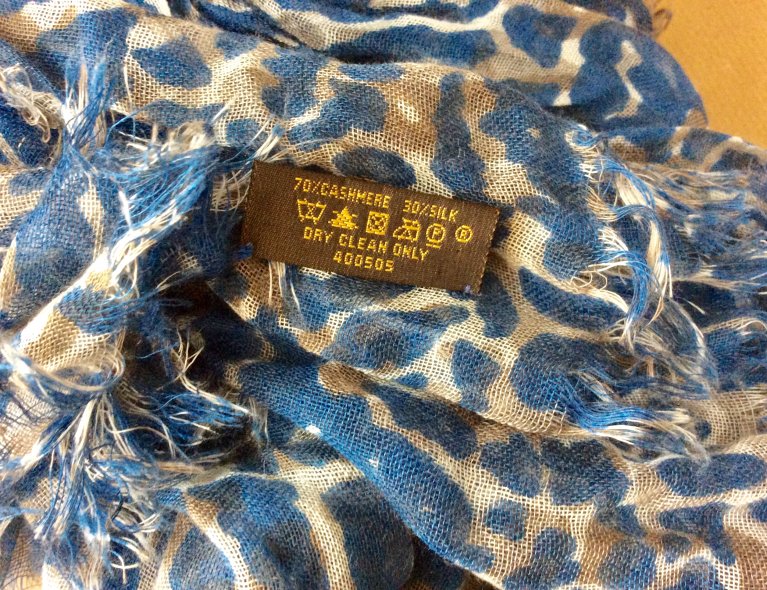 70%CASHMERE 30%SILK
P ®
DRY CLEAN ONLY
400505